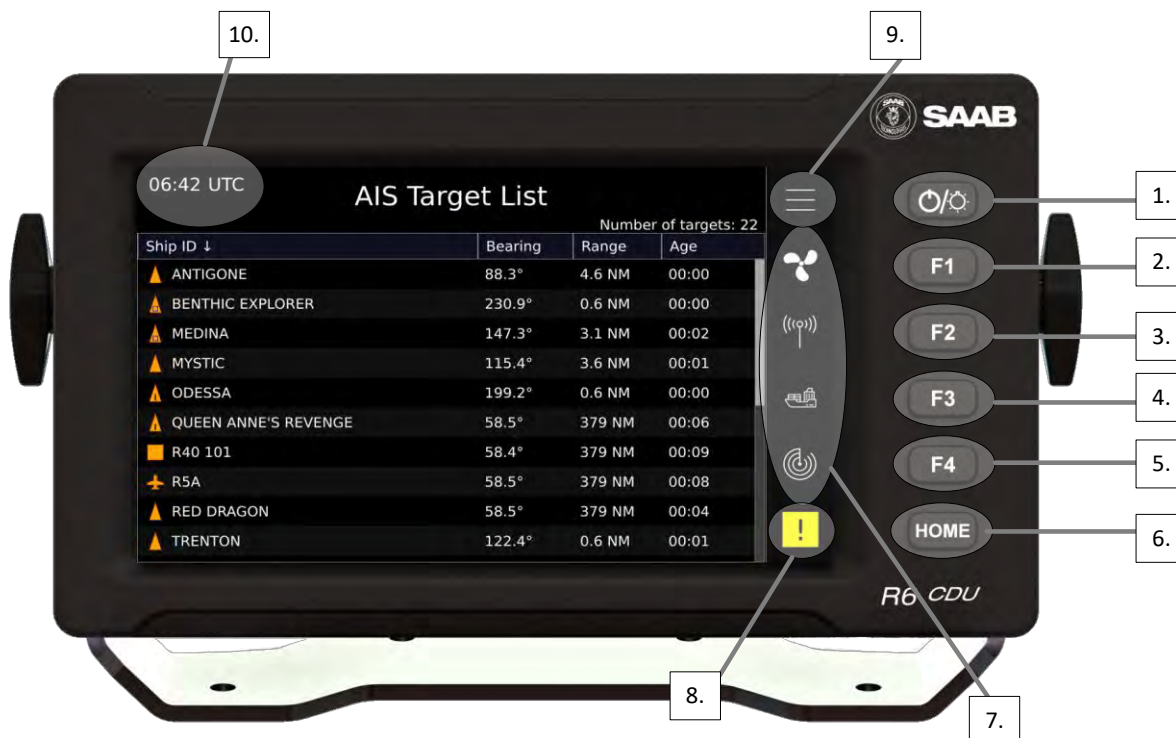 10.
9.
SAAB
SAAB
06:42 UTC
AIS Target List
Number of targets: 22
Ship ID ↓ Bearing Range Age
ANTIGONE 88.3° 4.6 NM 00:00
BENTHIC EXPLORER 230.9° 0.6 NM 00:00
MEDINA 147.3° 3.1 NM 00:02
MYSTIC 115.4° 3.6 NM 00:01
ODESSA 199.2° 0.6 NM 00:00
QUEEN ANNE'S REVENGE 58.5° 379 NM 00:06
R40 101 58.4° 379 NM 00:09
R5A 58.5° 379 NM 00:08
RED DRAGON 58.5° 379 NM 00:04
TRENTON 122.4° 0.6 NM 00:01
!
1.
F1
2.
F2
3.
F3
4.
F4
5.
HOME
6.
R6 CDU
8.
7.